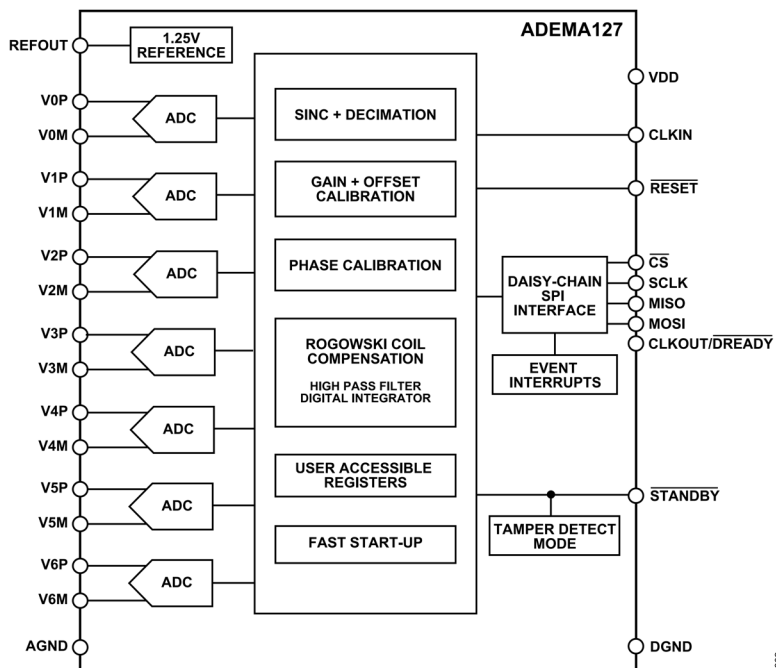 ADEMA127
REFOUT
1.25V
REFERENCE
VDD
V0P
V0M
ADC
SINC + DECIMATION
CLKIN
V1P
V1M
ADC
GAIN + OFFSET
CALIBRATION
RESET
V2P
V2M
ADC
PHASE CALIBRATION
DAISY-CHAIN
SPI
INTERFACE
CS
SCLK
MISO
MOSI
CLKOUT/DREADY
V3P
V3M
ADC
ROGOWSKI COIL
COMPENSATION
HIGH PASS FILTER
DIGITAL INTEGRATOR
EVENT
INTERRUPTS
V4P
V4M
ADC
V5P
V5M
ADC
USER ACCESSIBLE
REGISTERS
STANDBY
TAMPER DETECT
MODE
V6P
V6M
ADC
FAST START-UP
AGND
DGND